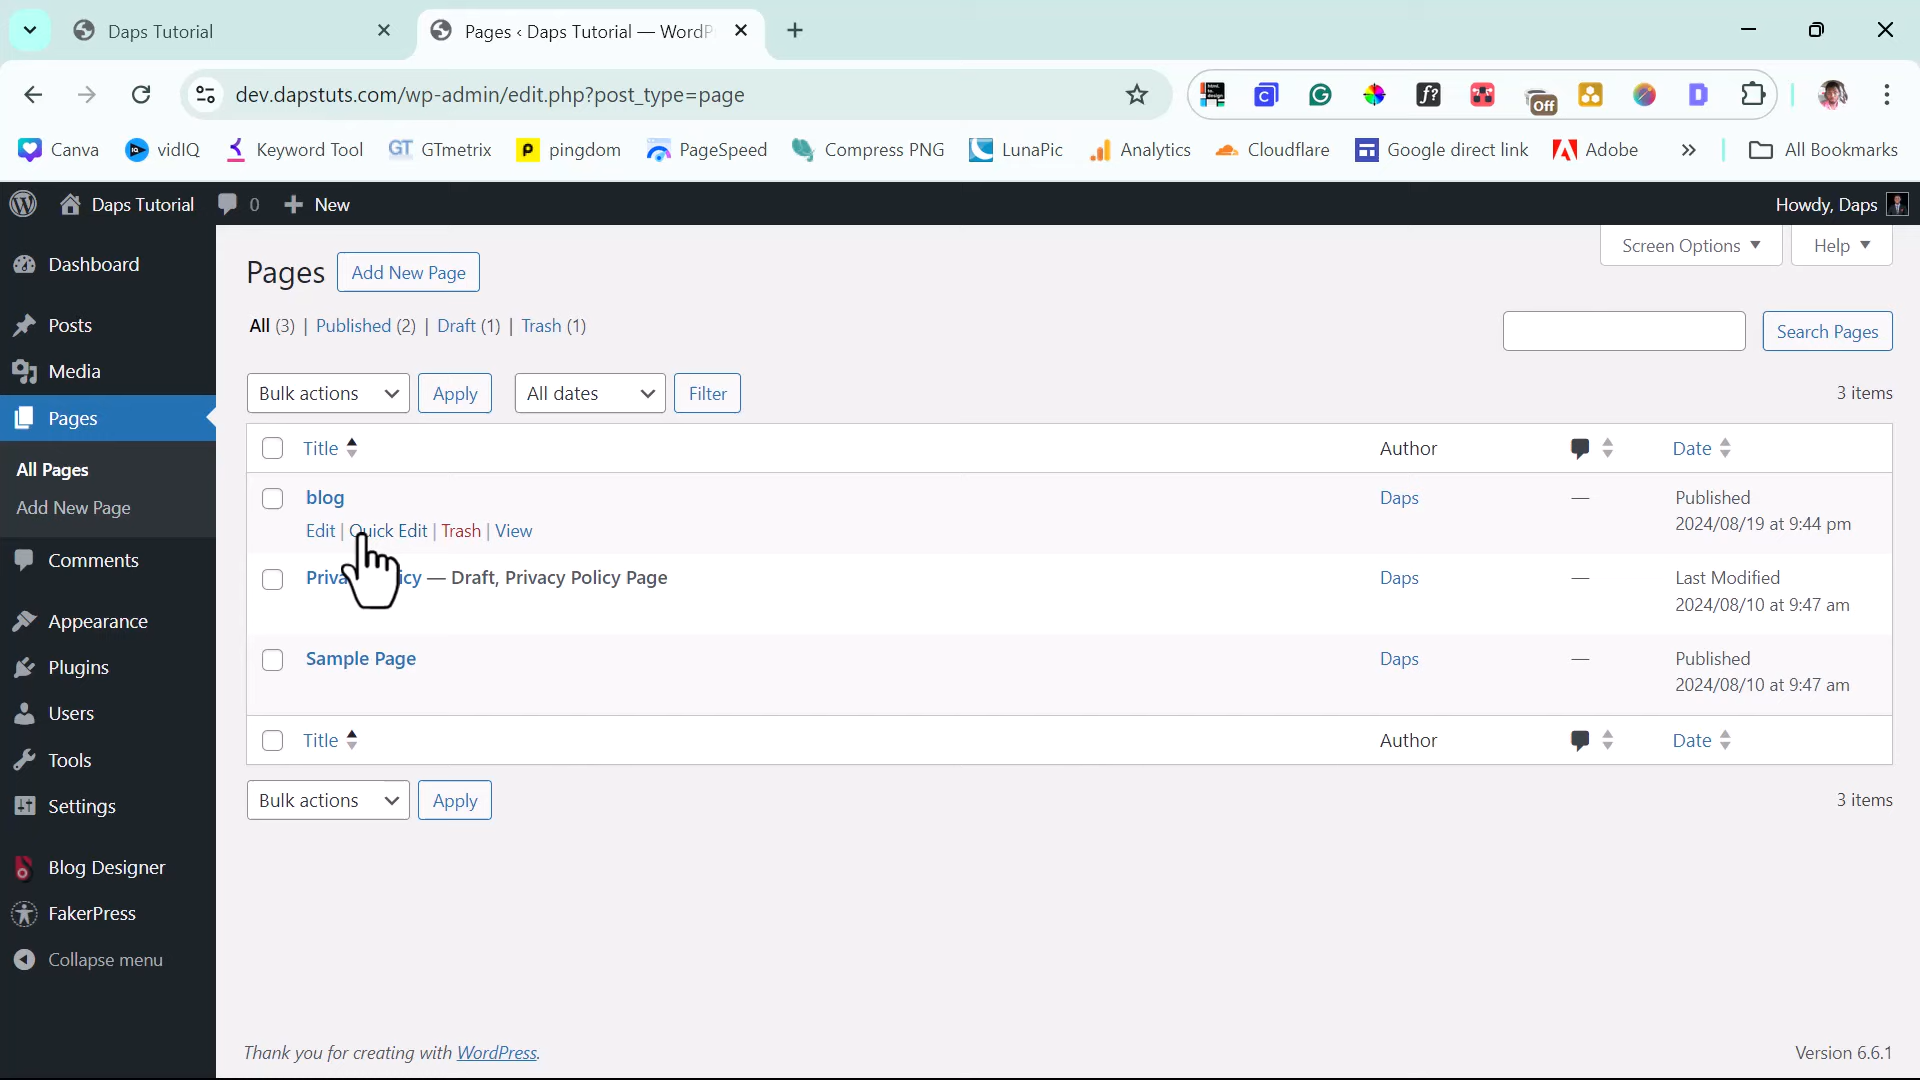 Daps Tutorial
Pages ‹ Daps Tutorial — WordP
dev.dapstuts.com/wp-admin/edit.php?post_type=page
Off
Canva vidIQ Keyword Tool GTmetrix pingdom PageSpeed Compress PNG LunaPic Analytics Cloudflare Google direct link Adobe » All Bookmarks
Daps Tutorial 0 New Howdy, Daps
Dashboard
Posts
Media
Pages
All Pages
Add New Page
Comments
Appearance
Plugins
Users
Tools
Settings
Blog Designer
FakerPress
Collapse menu
Screen Options Help
Pages Add New Page
All (3) | Published (2) | Draft (1) | Trash (1)
Search Pages
Bulk actions Apply All dates Filter 3 items
Title Author Date
blog Daps — Published
2024/08/19 at 9:44 pm
Edit | Quick Edit | Trash | View
— Draft, Privacy Policy Page Daps — Last Modified
2024/08/10 at 9:47 am
Sample Page Daps — Published
2024/08/10 at 9:47 am
Title Author Date
Bulk actions Apply 3 items
Thank you for creating with WordPress. Version 6.6.1